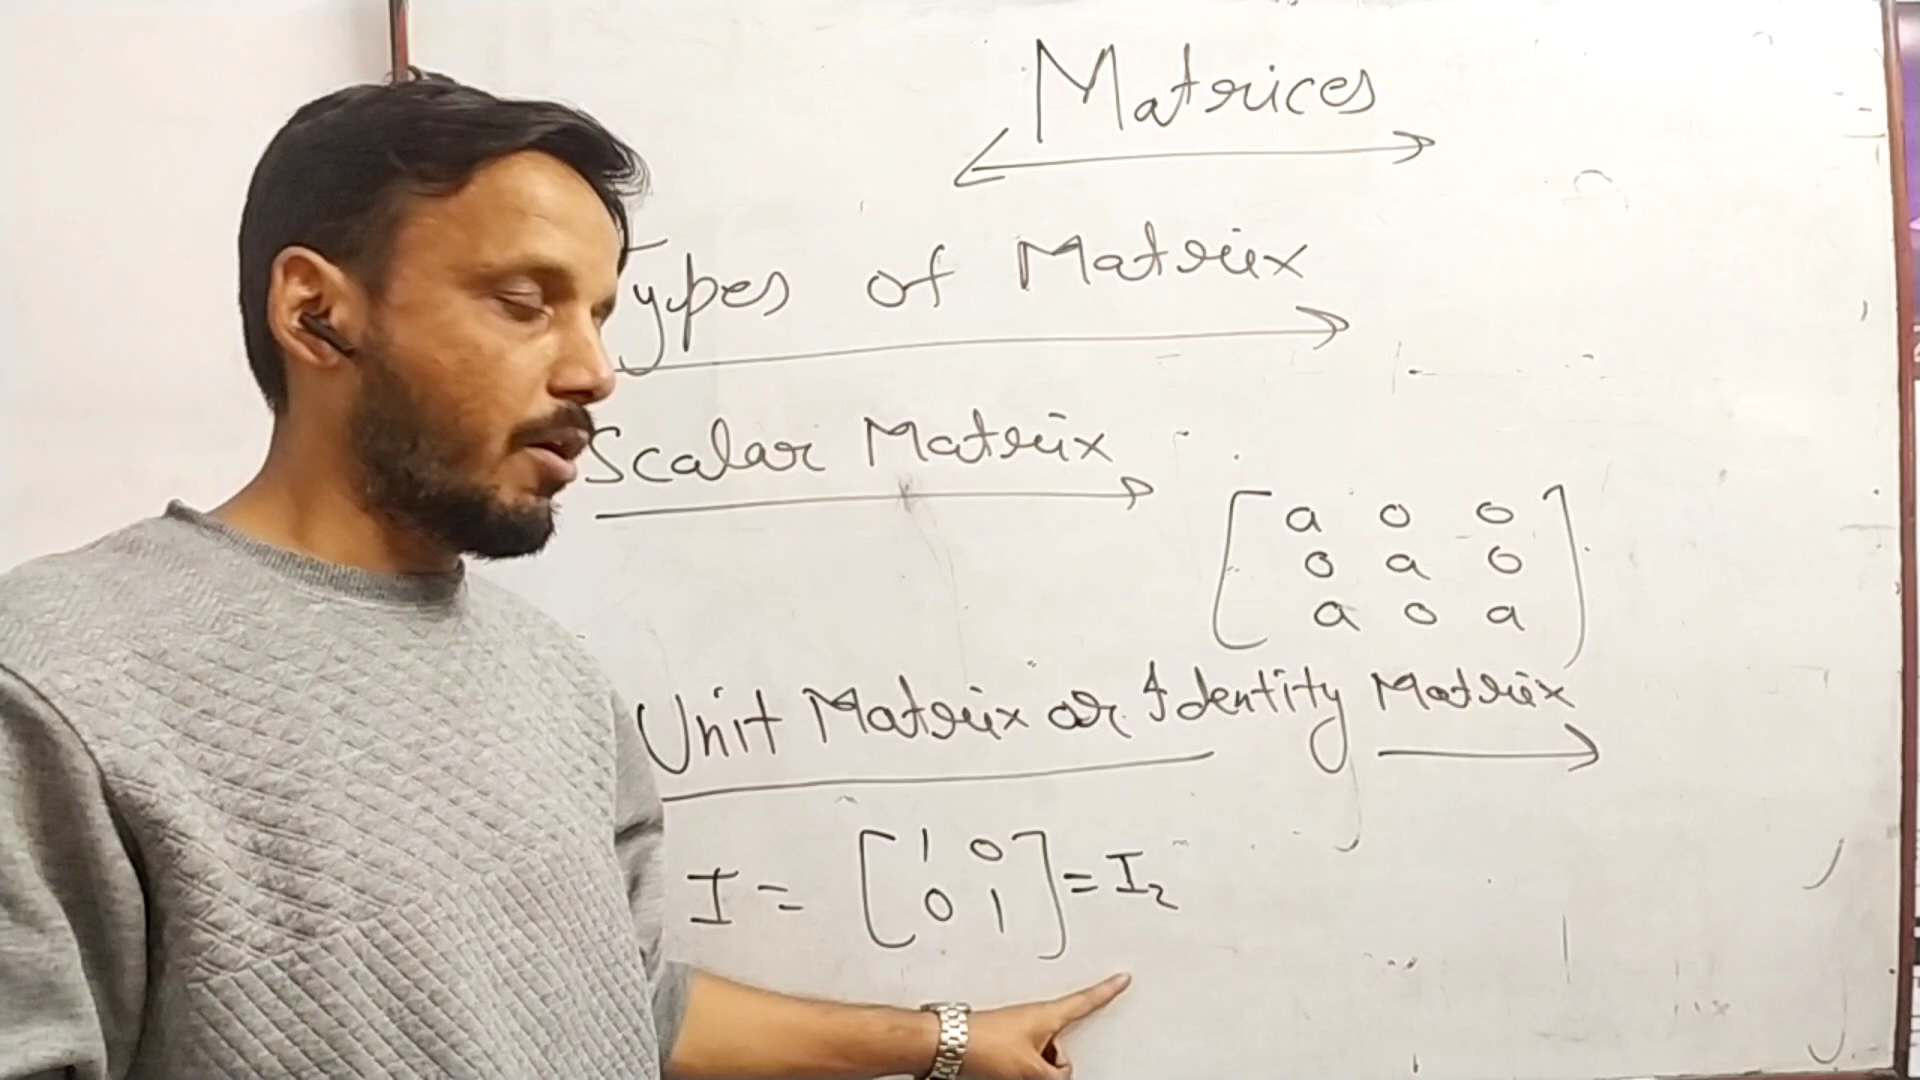 Matrices
Types of Matrix
Scalar Matrix
a 0 0
0 a 0
a 0 a
Unit Matrix or Identity Matrix
I = [1 0
0 1] = I₂